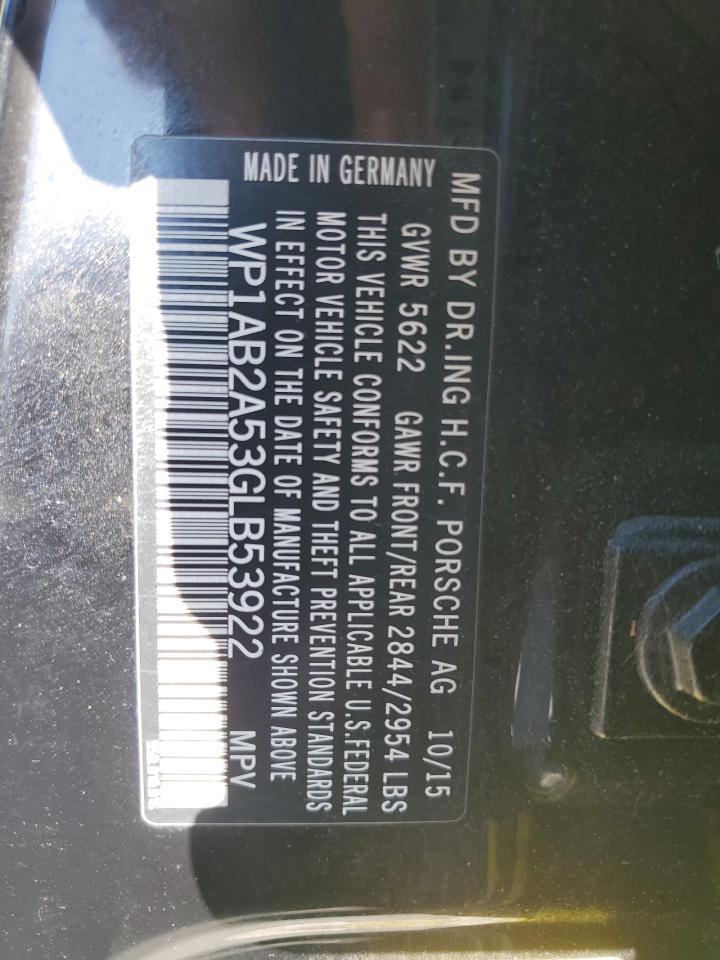 MFD BY DR.ING H.C.F. PORSCHE AG 10/15
GVWR 5622 GAWR FRONT/REAR 2844/2954 LBS
THIS VEHICLE CONFORMS TO ALL APPLICABLE U.S.FEDERAL
MOTOR VEHICLE SAFETY AND THEFT PREVENTION STANDARDS
IN EFFECT ON THE DATE OF MANUFACTURE SHOWN ABOVE
WP1AB2A53GLB53922 MPV
MADE IN GERMANY